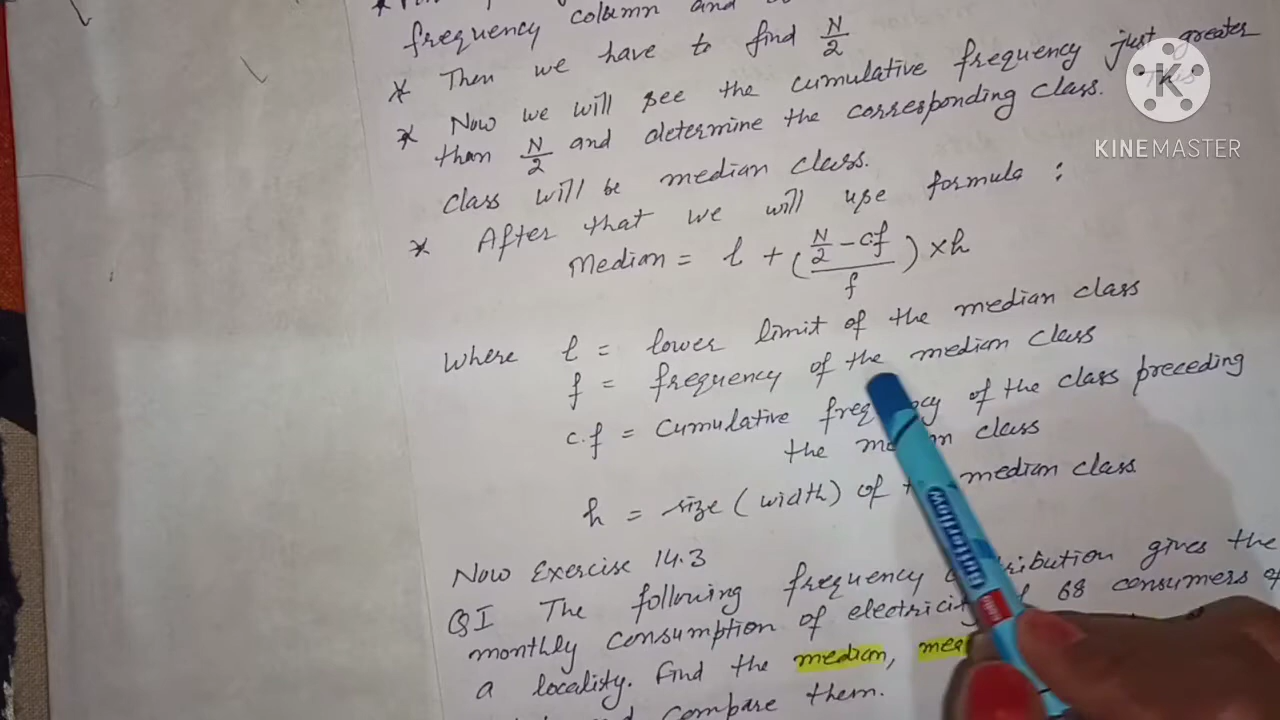 frequency column and
* Then we have to find N/2
* Now we will see the cumulative frequency just greater
than N/2 and determine the corresponding class. This
class will be median class.
* After that we will use formula :
Median = l + (N/2 - cf / f) × h
Where l = lower limit of the median class
f = frequency of the median class
c.f = cumulative frequency of the class preceding
the median class
h = size (width) of the median class
Now Exercise 14.3
Q1 The following frequency distribution gives the
monthly consumption of electricity of 68 consumers of
a locality. Find the median,
compare them.
K
KINEMASTER
Butterflow